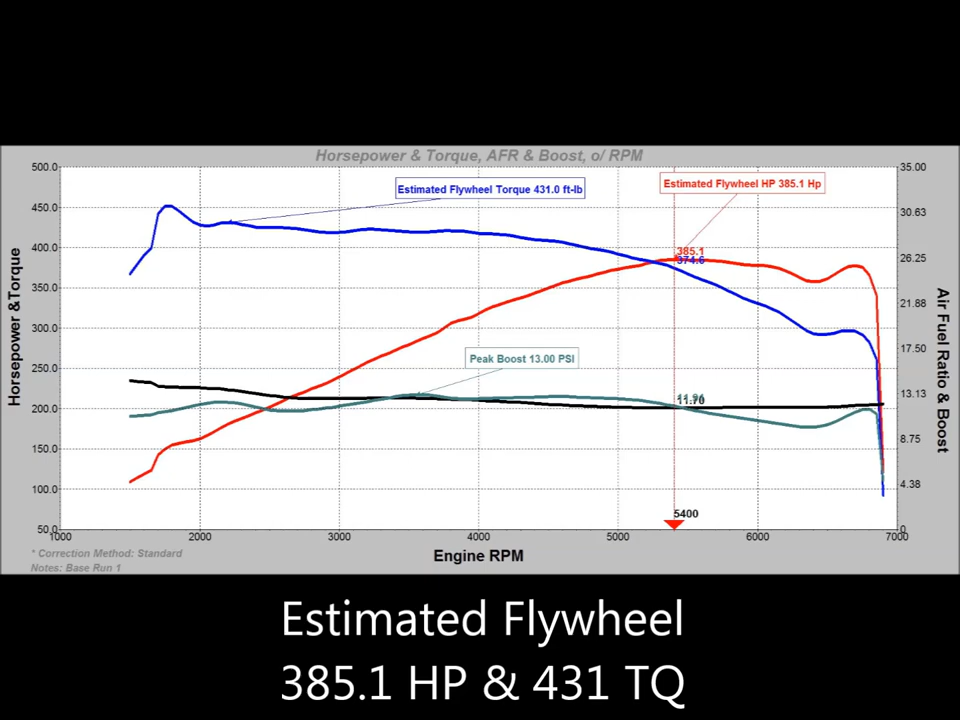 Horsepower & Torque, AFR & Boost, o/ RPM
500.0
450.0
400.0
350.0
300.0
250.0
200.0
150.0
100.0
50.0
Horsepower &Torque
35.00
30.63
26.25
21.88
17.50
13.13
8.75
4.38
0
Air Fuel Ratio & Boost
Estimated Flywheel Torque 431.0 ft-lb
Estimated Flywheel HP 385.1 Hp
385.1
374.6
Peak Boost 13.00 PSI
11.70
5400
1000 2000 3000 4000 5000 6000 7000
Engine RPM
* Correction Method: Standard
Notes: Base Run 1
Estimated Flywheel
385.1 HP & 431 TQ